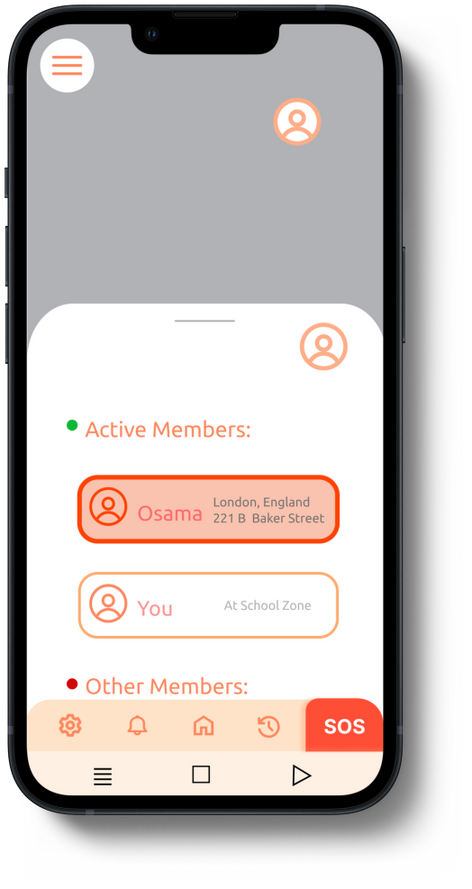 Active Members:
Osama
London, England
221 B Baker Street
You
At School Zone
Other Members:
SOS